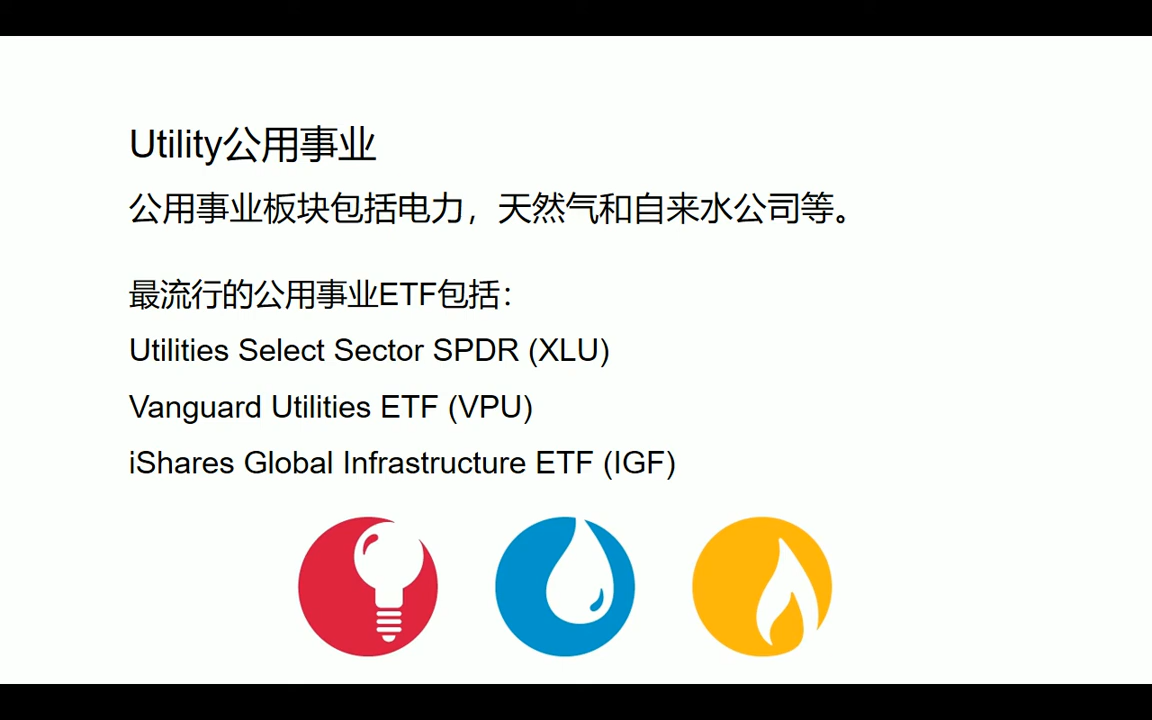 Utility公用事业
公用事业板块包括电力，天然气和自来水公司等。
最流行的公用事业ETF包括：
Utilities Select Sector SPDR (XLU)
Vanguard Utilities ETF (VPU)
iShares Global Infrastructure ETF (IGF)